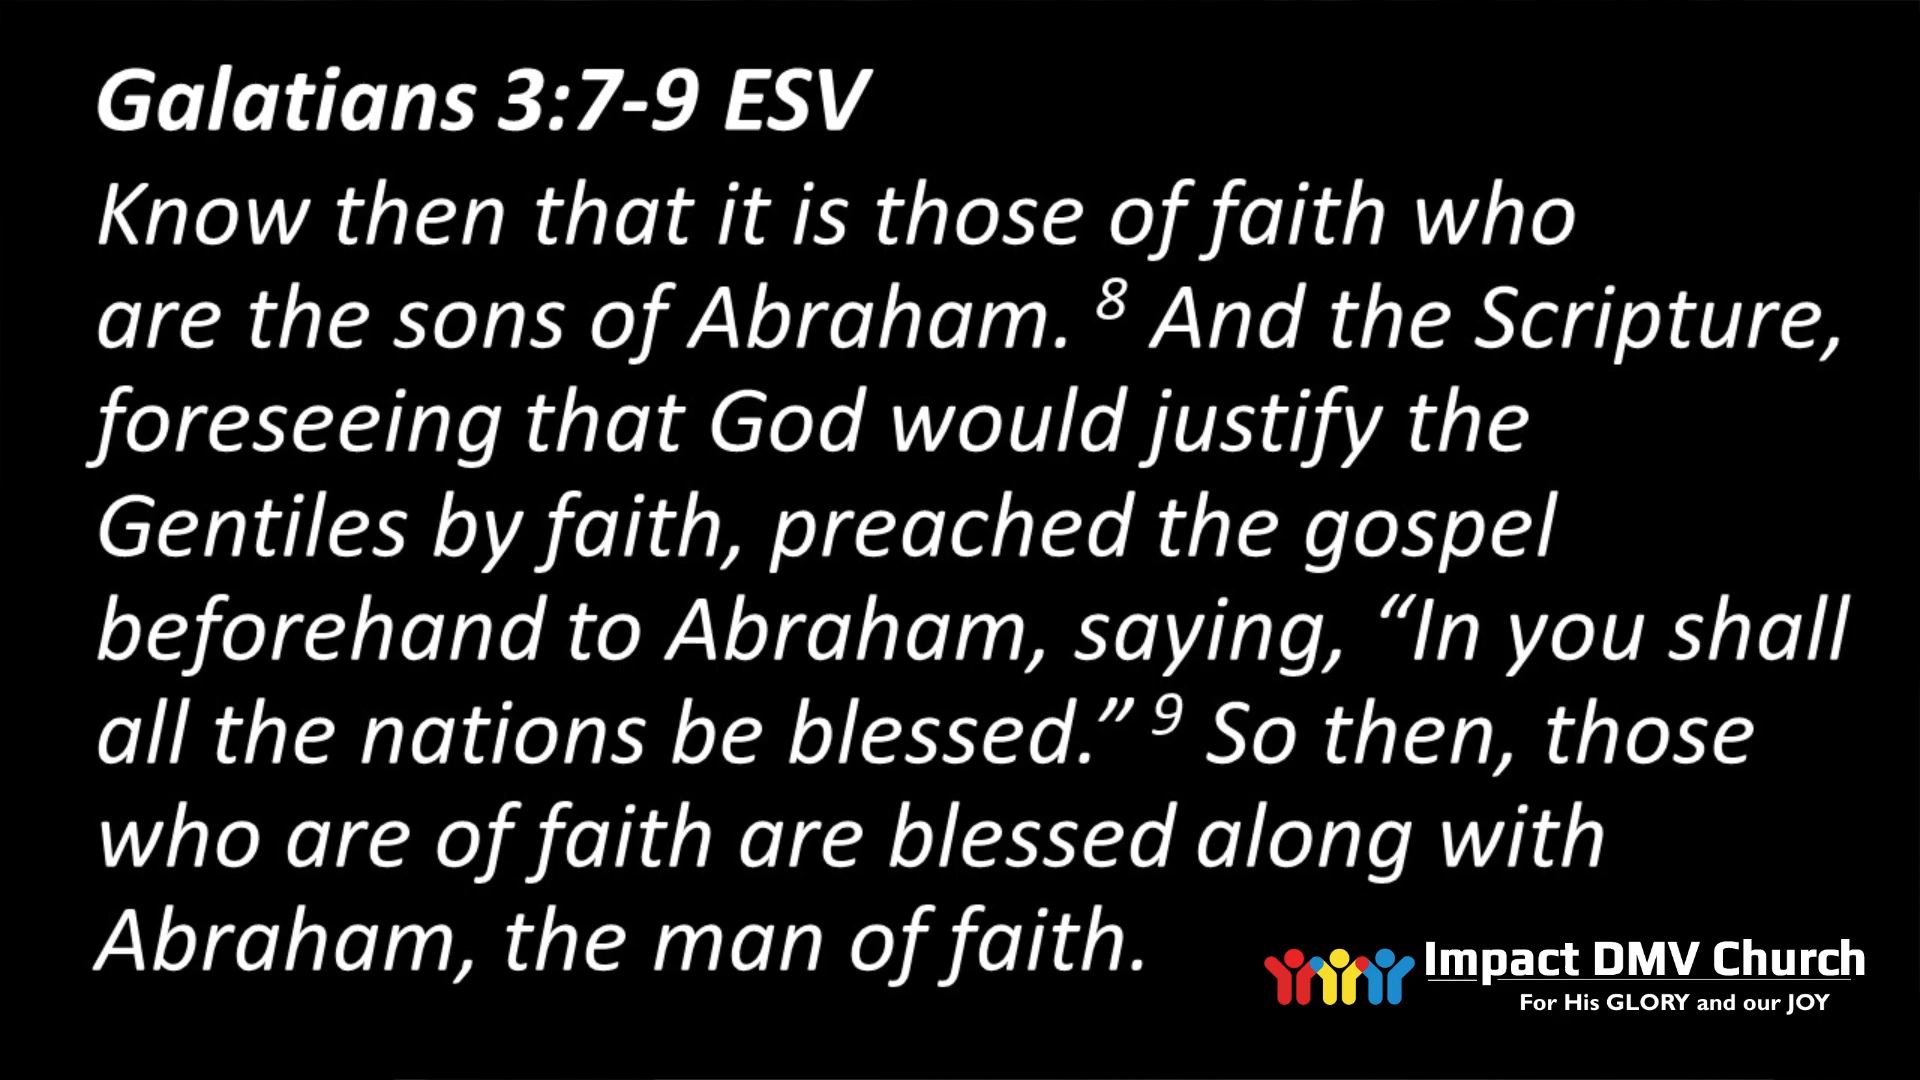 Galatians 3:7-9 ESV
Know then that it is those of faith who
are the sons of Abraham. 8 And the Scripture,
foreseeing that God would justify the
Gentiles by faith, preached the gospel
beforehand to Abraham, saying, “In you shall
all the nations be blessed.” 9 So then, those
who are of faith are blessed along with
Abraham, the man of faith.
Impact DMV Church
For His GLORY and our JOY